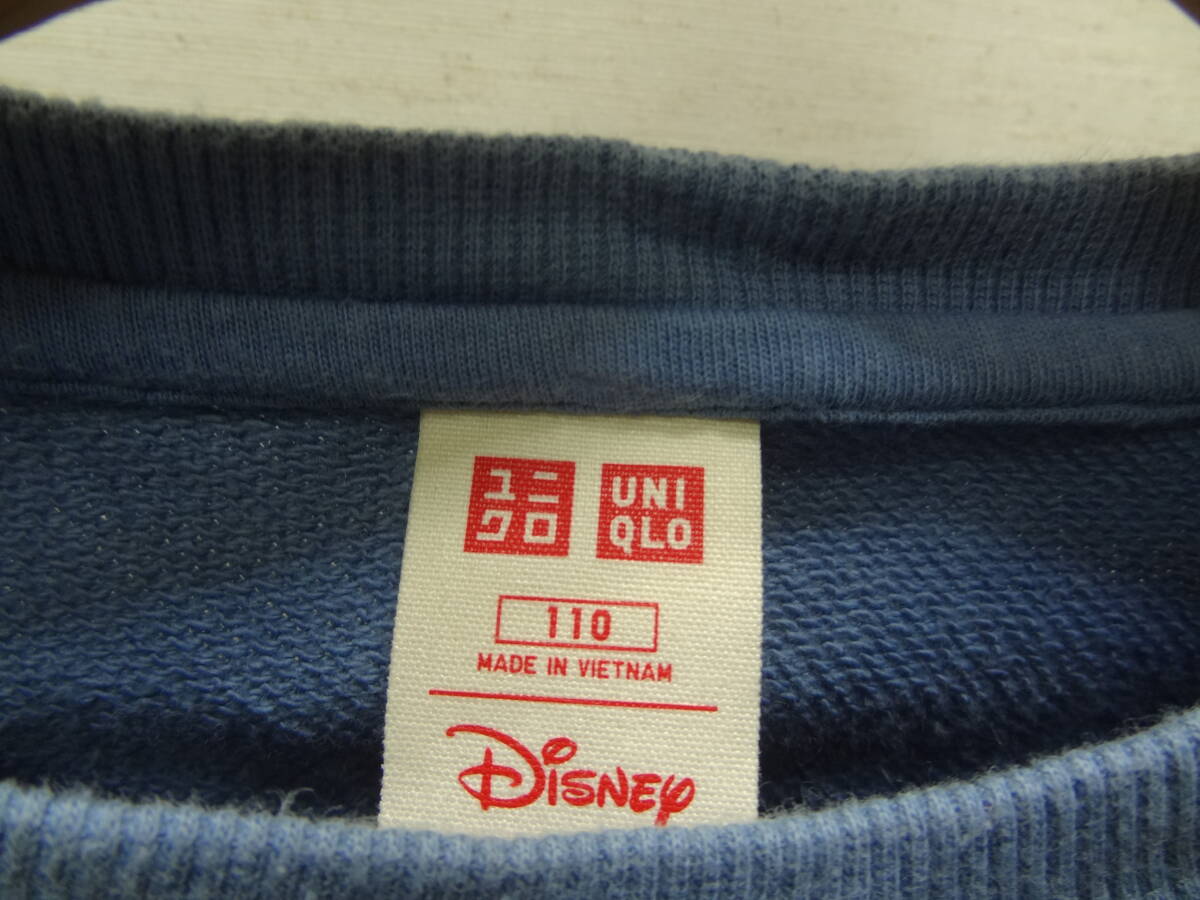 ユニ
クロ
UNI
QLO
110
MADE IN VIETNAM
Disney